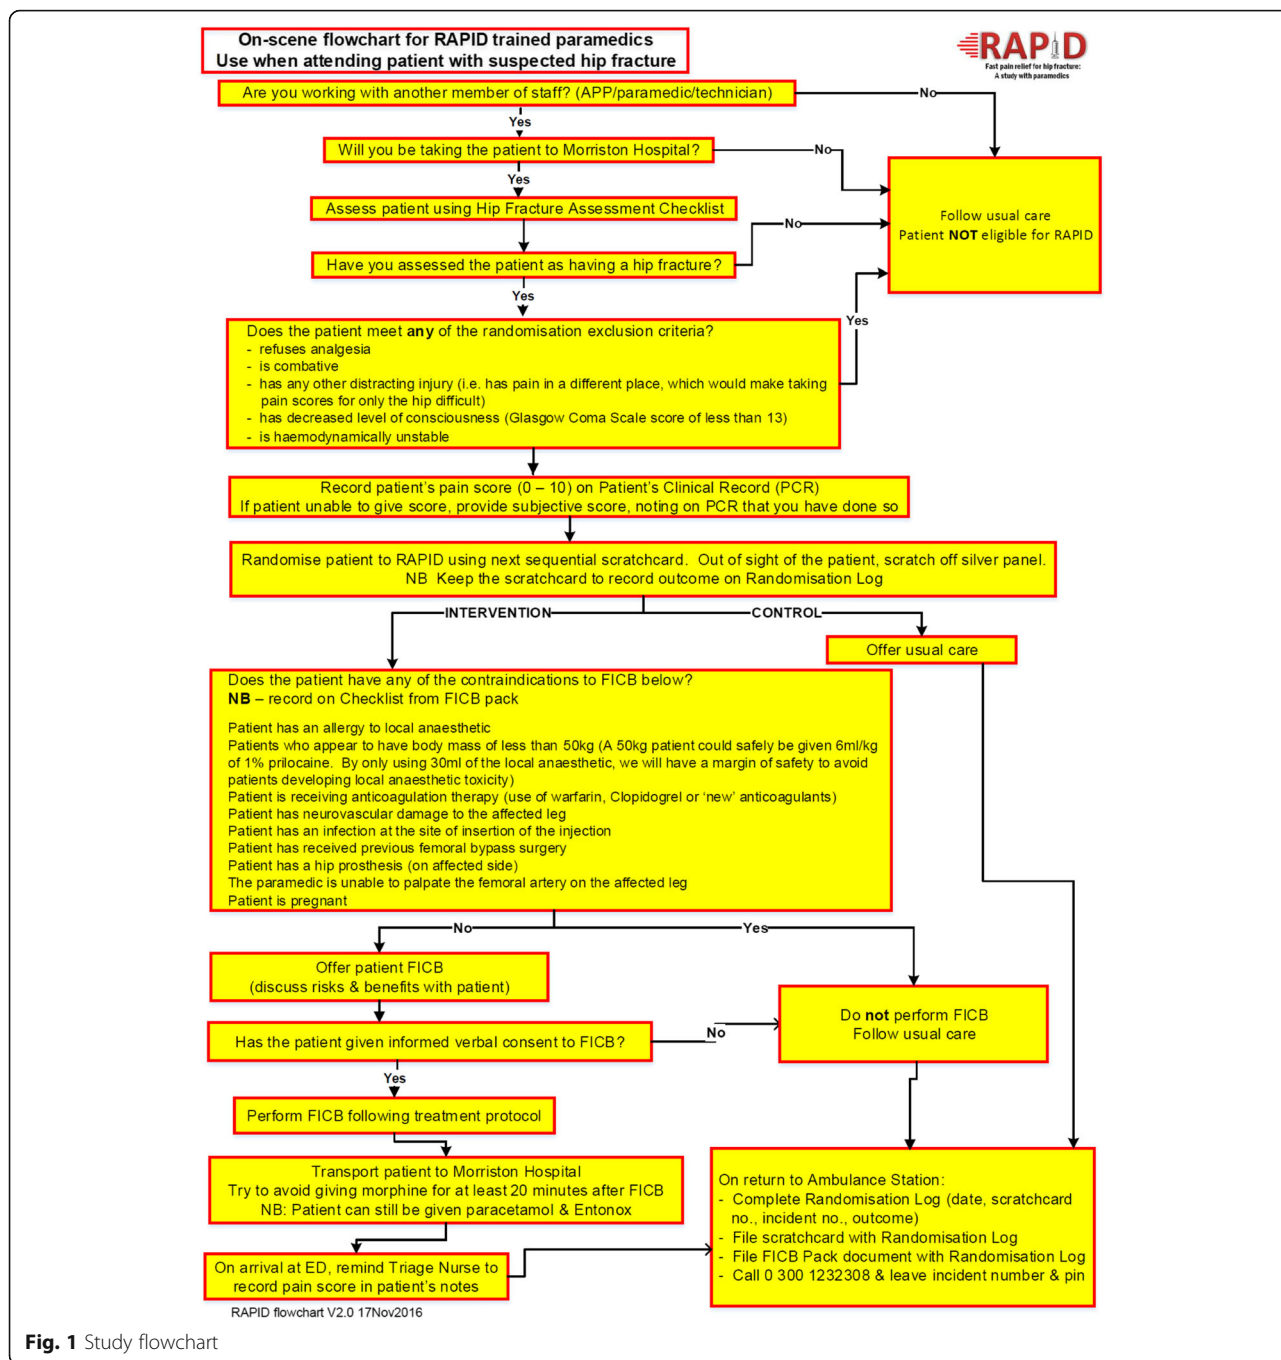 On-scene flowchart for RAPID trained paramedics
Use when attending patient with suspected hip fracture
RAPID
Fast pain relief for hip fracture:
A study with paramedics
Are you working with another member of staff? (APP/paramedic/technician)
No
Yes
Will you be taking the patient to Morriston Hospital?
No
Yes
Assess patient using Hip Fracture Assessment Checklist
No
Follow usual care
Patient NOT eligible for RAPID
Have you assessed the patient as having a hip fracture?
Yes
Yes
Does the patient meet any of the randomisation exclusion criteria?
- refuses analgesia
- is combative
- has any other distracting injury (i.e. has pain in a different place, which would make taking
pain scores for only the hip difficult)
- has decreased level of consciousness (Glasgow Coma Scale score of less than 13)
- is haemodynamically unstable
Record patient's pain score (0 – 10) on Patient's Clinical Record (PCR)
If patient unable to give score, provide subjective score, noting on PCR that you have done so
Randomise patient to RAPID using next sequential scratchcard. Out of sight of the patient, scratch off silver panel.
NB Keep the scratchcard to record outcome on Randomisation Log
INTERVENTION
CONTROL
Offer usual care
Does the patient have any of the contraindications to FICB below?
NB – record on Checklist from FICB pack
Patient has an allergy to local anaesthetic
Patients who appear to have body mass of less than 50kg (A 50kg patient could safely be given 6ml/kg
of 1% prilocaine. By only using 30ml of the local anaesthetic, we will have a margin of safety to avoid
patients developing local anaesthetic toxicity)
Patient is receiving anticoagulation therapy (use of warfarin, Clopidogrel or 'new' anticoagulants)
Patient has neurovascular damage to the affected leg
Patient has an infection at the site of insertion of the injection
Patient has received previous femoral bypass surgery
Patient has a hip prosthesis (on affected side)
The paramedic is unable to palpate the femoral artery on the affected leg
Patient is pregnant
No
Yes
Offer patient FICB
(discuss risks & benefits with patient)
Do not perform FICB
Follow usual care
Has the patient given informed verbal consent to FICB?
No
Yes
Perform FICB following treatment protocol
Transport patient to Morriston Hospital
Try to avoid giving morphine for at least 20 minutes after FICB
NB: Patient can still be given paracetamol & Entonox
On return to Ambulance Station:
- Complete Randomisation Log (date, scratchcard
no., incident no., outcome)
- File scratchcard with Randomisation Log
- File FICB Pack document with Randomisation Log
- Call 0 300 1232308 & leave incident number & pin
On arrival at ED, remind Triage Nurse to
record pain score in patient's notes
RAPID flowchart V2.0 17Nov2016
Fig. 1 Study flowchart